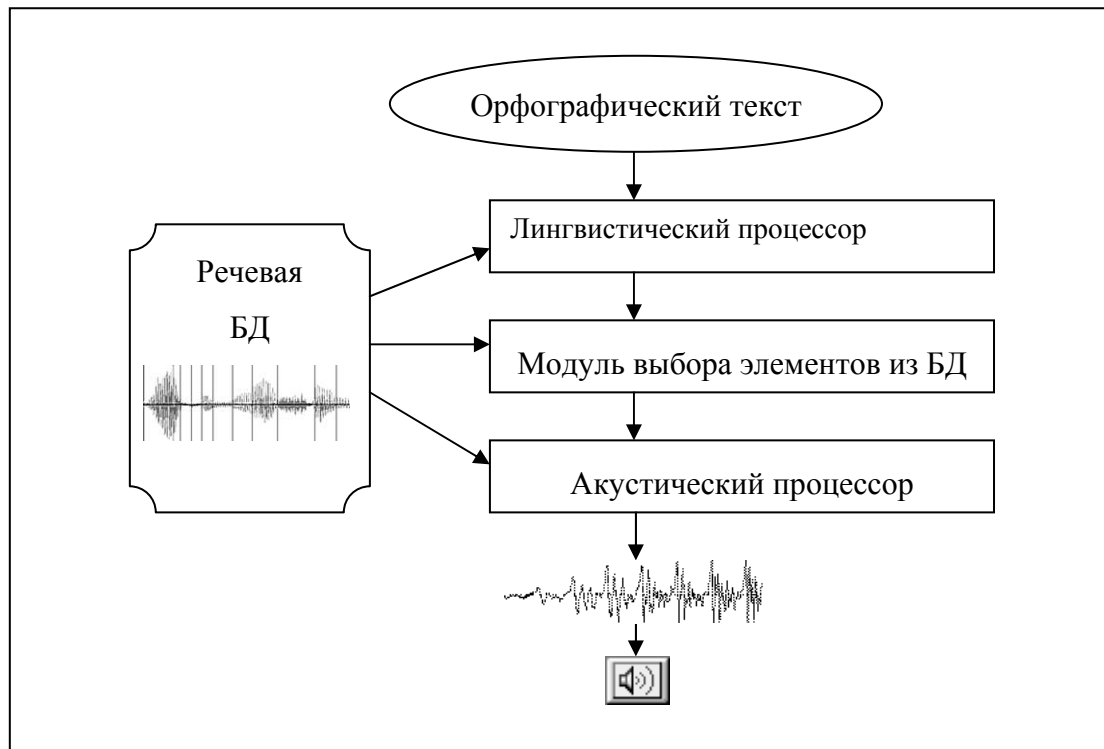 Орфографический текст
Лингвистический процессор
Речевая
БД
Модуль выбора элементов из БД
Акустический процессор